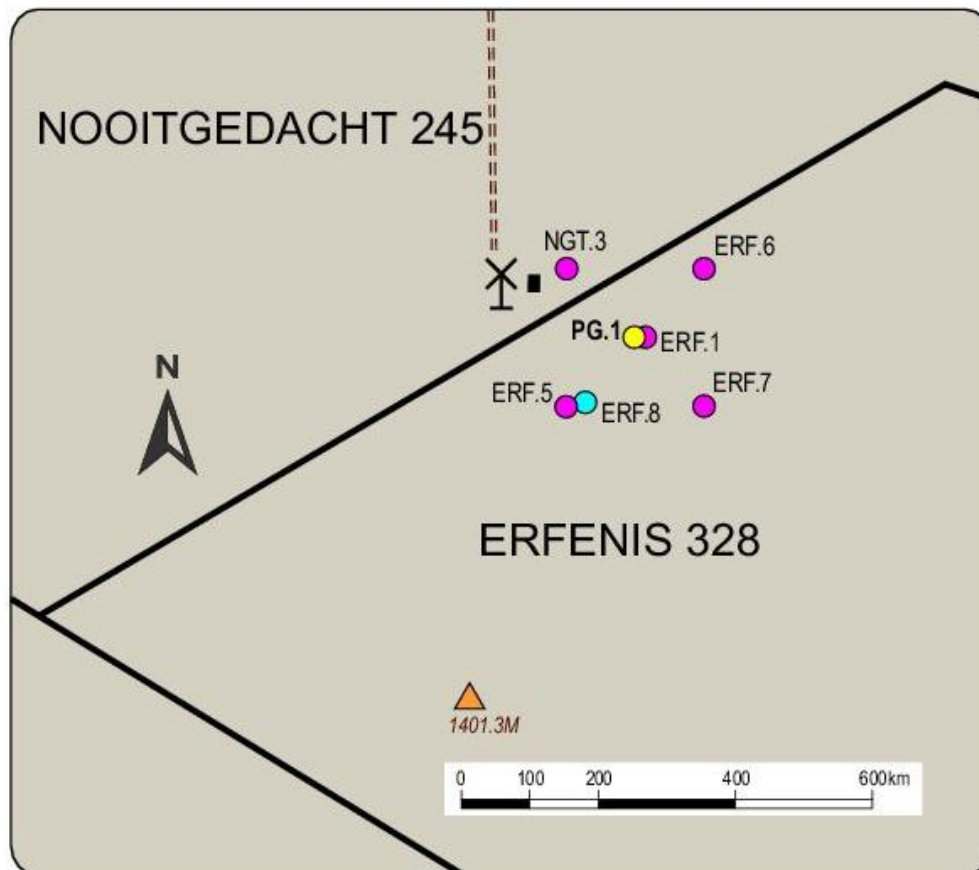 NOOITGEDACHT 245
NGT.3
ERF.6
PG.1
ERF.1
N
ERF.5
ERF.8
ERF.7
ERFENIS 328
1401.3M
0 100 200 400 600km